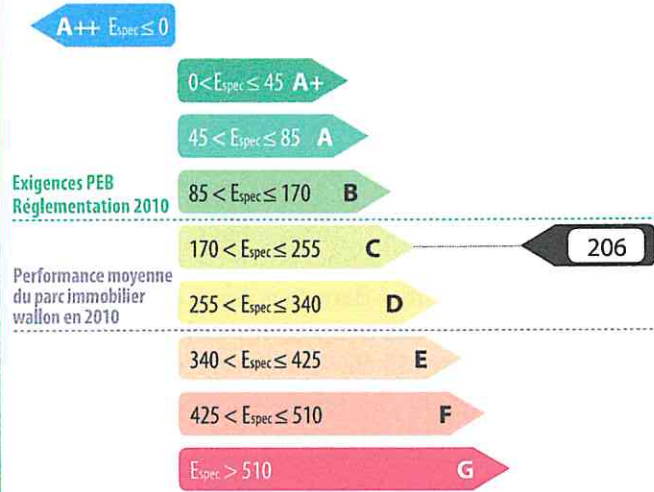 A++ Espec ≤ 0
0 < Espec ≤ 45 A+
45 < Espec ≤ 85 A
Exigences PEB
Réglementation 2010
85 < Espec ≤ 170 B
170 < Espec ≤ 255 C
206
Performance moyenne
du parc immobilier
wallon en 2010
255 < Espec ≤ 340 D
340 < Espec ≤ 425 E
425 < Espec ≤ 510 F
Espec > 510 G